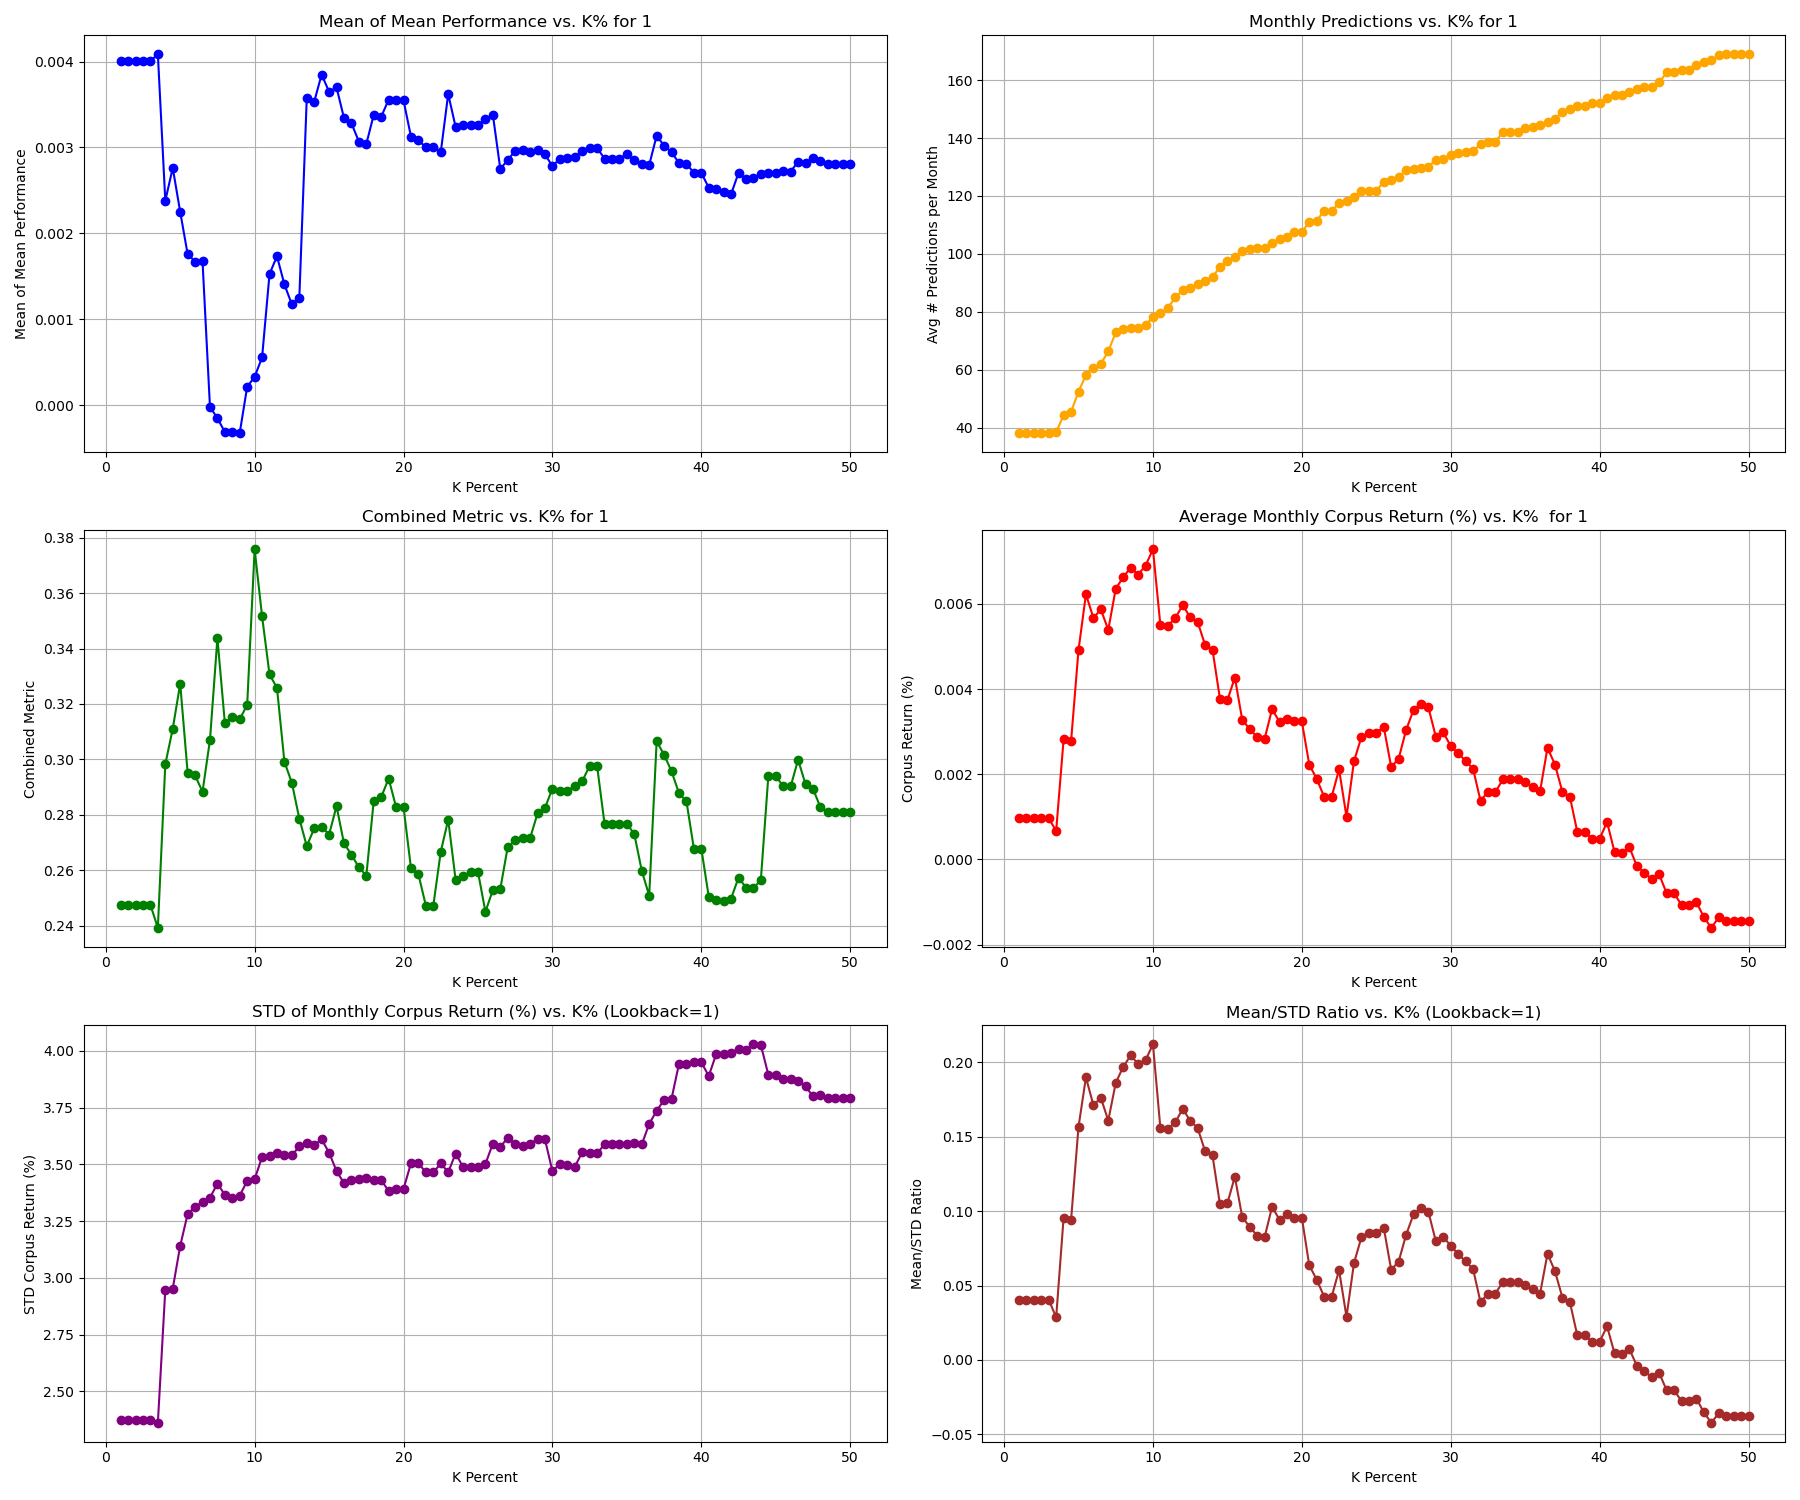 Mean of Mean Performance vs. K% for 1
Mean of Mean Performance
0.004
0.003
0.002
0.001
0.000
0 10 20 30 40 50
K Percent
Monthly Predictions vs. K% for 1
Avg # Predictions per Month
160
140
120
100
80
60
40
0 10 20 30 40 50
K Percent
Combined Metric vs. K% for 1
Combined Metric
0.38
0.36
0.34
0.32
0.30
0.28
0.26
0.24
0 10 20 30 40 50
K Percent
Average Monthly Corpus Return (%) vs. K%  for 1
Corpus Return (%)
0.006
0.004
0.002
0.000
−0.002
0 10 20 30 40 50
K Percent
STD of Monthly Corpus Return (%) vs. K% (Lookback=1)
STD Corpus Return (%)
4.00
3.75
3.50
3.25
3.00
2.75
2.50
0 10 20 30 40 50
K Percent
Mean/STD Ratio vs. K% (Lookback=1)
Mean/STD Ratio
0.20
0.15
0.10
0.05
0.00
−0.05
0 10 20 30 40 50
K Percent